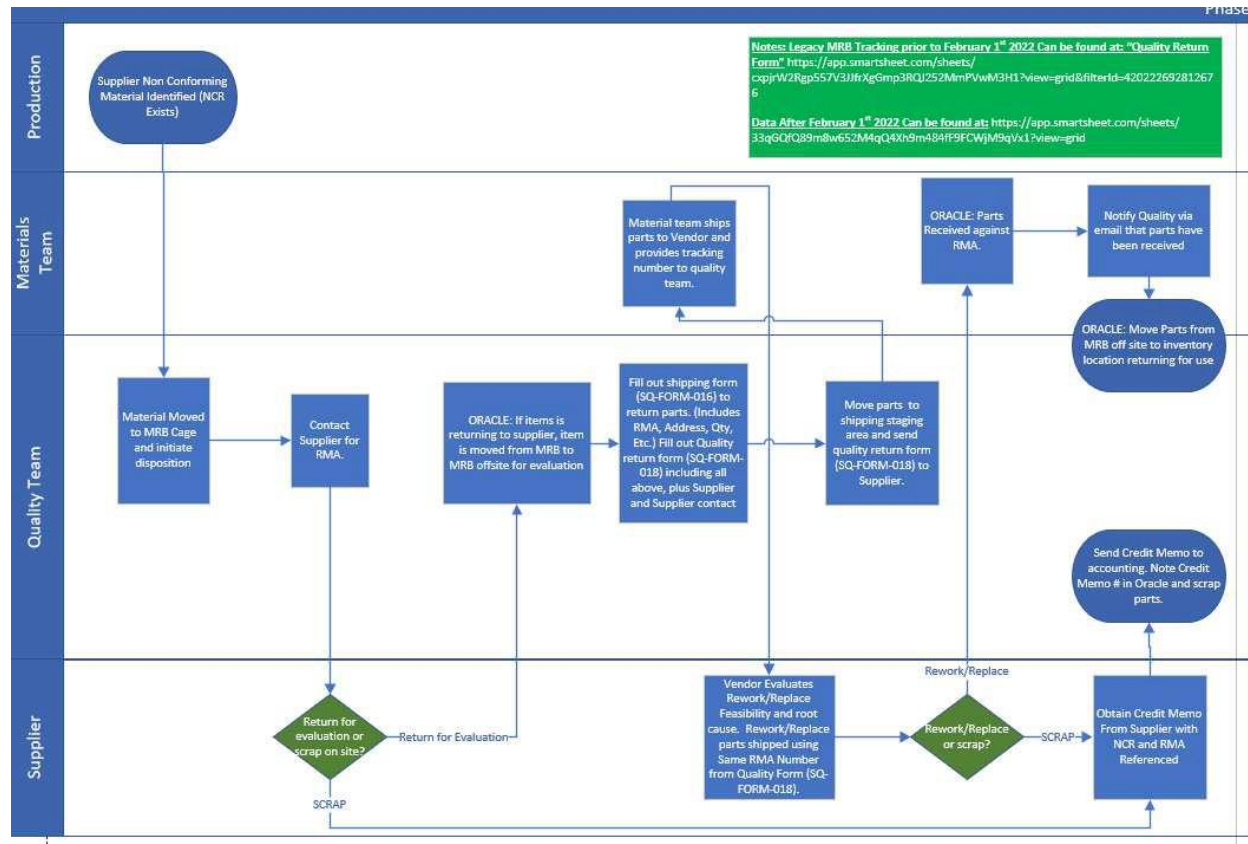 Phase
Production
Supplier Non Conforming
Material Identified (NCR
Exists)
Notes: Legacy MRB Tracking prior to February 1st 2022 Can be found at: "Quality Return
Form" https://app.smartsheet.com/sheets/
Data After February 1st 2022 Can be found at: https://app.smartsheet.com/sheets/
Materials
Team
Material team ships
parts to Vendor and
provides tracking
number to quality
team.
ORACLE: Parts
Received against
RMA.
Notify Quality via
email that parts have
been received
ORACLE: Move Parts from
MRB off site to inventory
location returning for use
Quality Team
Material Moved
to MRB Cage
and initiate
disposition
Contact
Supplier for
RMA.
ORACLE: If items is
returning to supplier, item
is moved from MRB to
MRB offsite for evaluation
Fill out shipping form
(SQ-FORM-016) to
return parts. (Includes
RMA, Address, Qty,
Etc.) Fill out Quality
return form (SQ-FORM-
018) including all
above, plus Supplier
and Supplier contact
Move parts to
shipping staging
area and send
quality return form
(SQ-FORM-018) to
Supplier.
Send Credit Memo to
accounting. Note Credit
Memo # in Oracle and scrap
parts.
Supplier
Return for
evaluation or
scrap on site?
Return for Evaluation
SCRAP
Vendor Evaluates
Rework/Replace
Feasibility and root
cause. Rework/Replace
parts shipped using
Same RMA Number
from Quality Form (SQ-
FORM-018).
Rework/Replace
Rework/Replace
or scrap?
SCRAP
Obtain Credit Memo
From Supplier with
NCR and RMA
Referenced